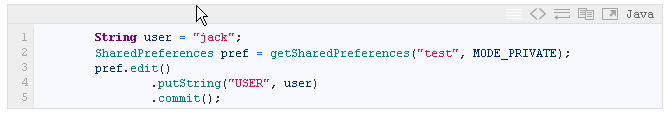 Java
1 String user = "jack";
2 SharedPreferences pref = getSharedPreferences("test", MODE_PRIVATE);
3 pref.edit()
4 .putString("USER", user)
5 .commit();